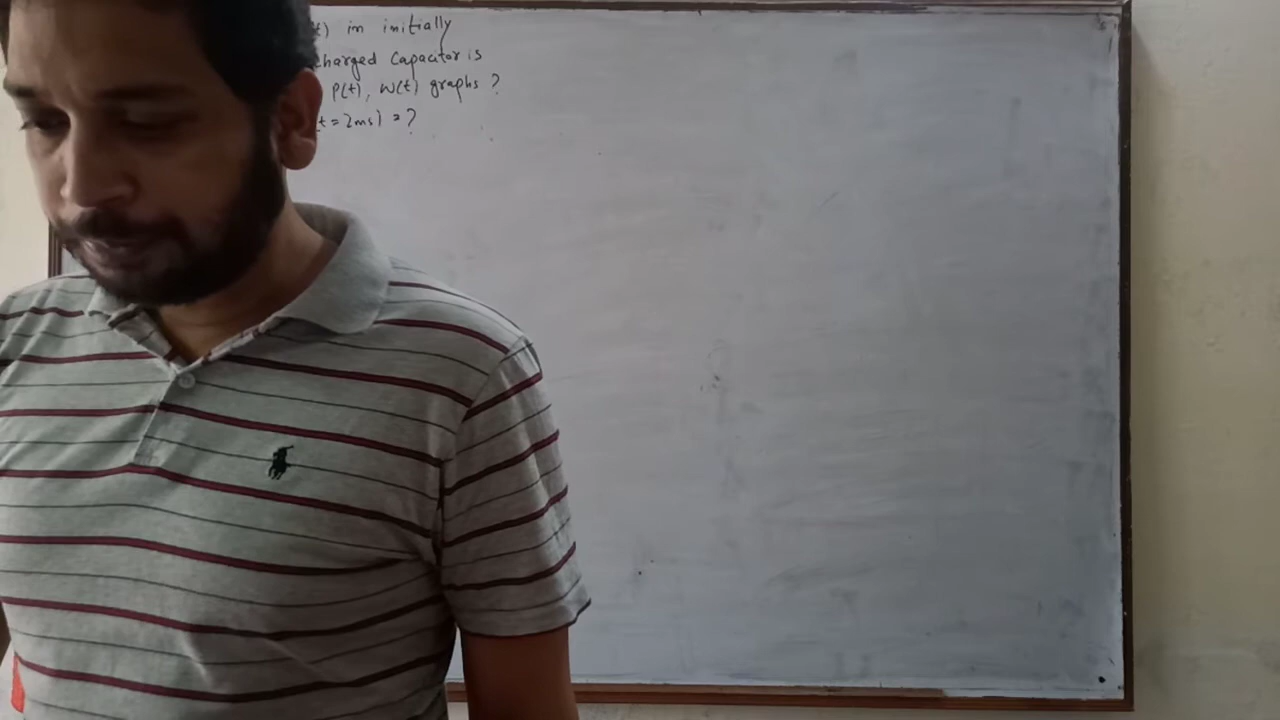 t) in initially
charged Capacitor is
P(t), W(t) graphs ?
(t = 2ms) = ?